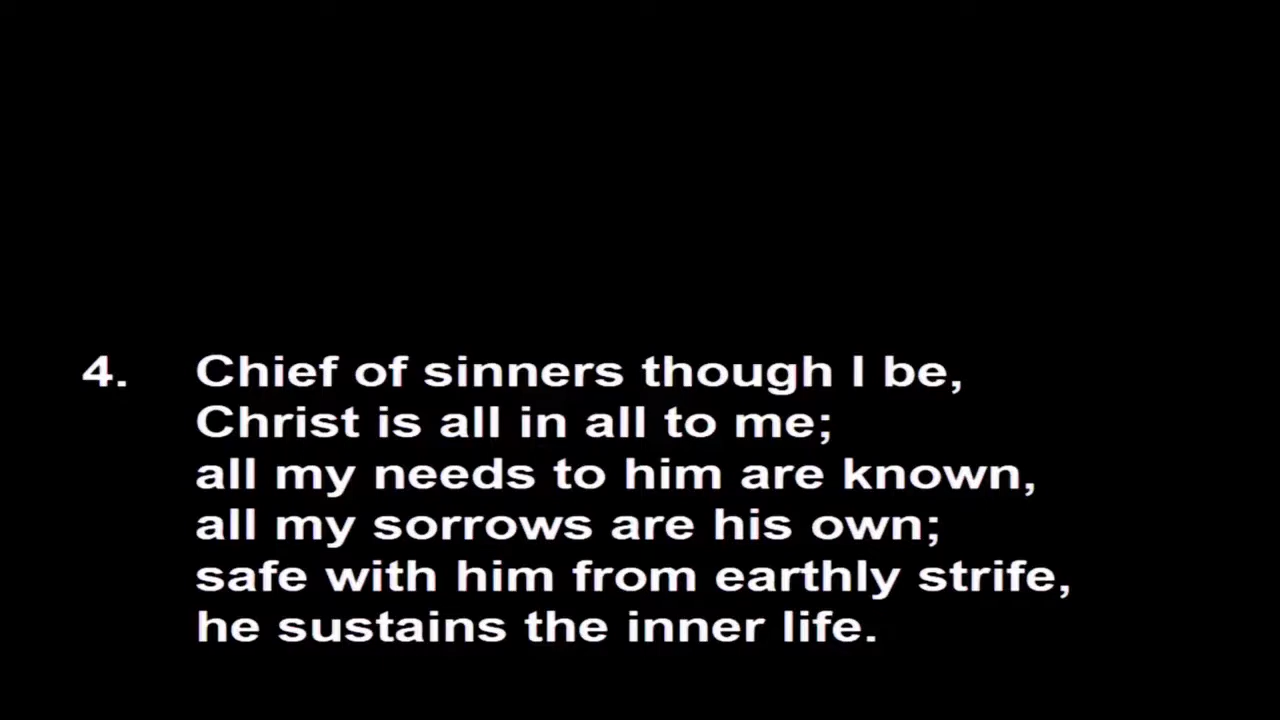 4. Chief of sinners though I be,
Christ is all in all to me;
all my needs to him are known,
all my sorrows are his own;
safe with him from earthly strife,
he sustains the inner life.